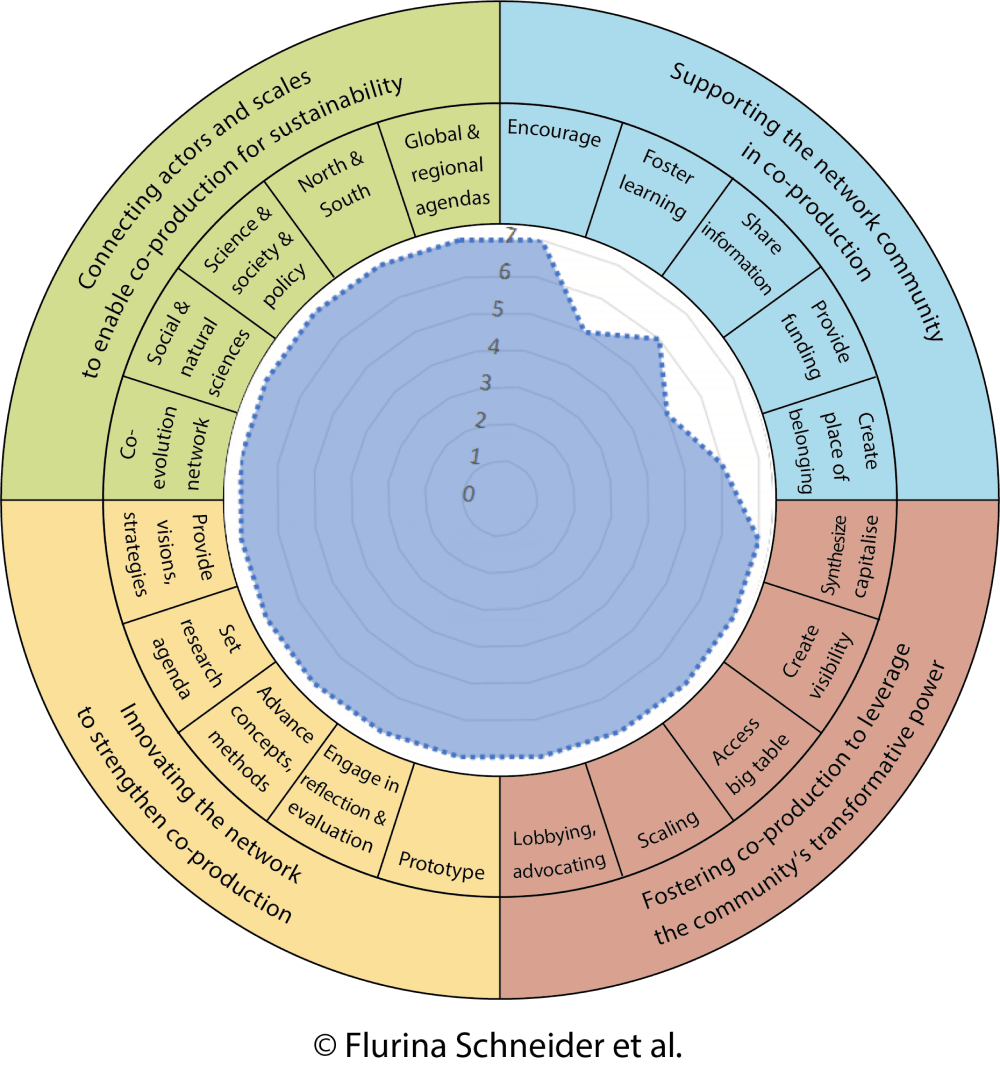 Connecting actors and scales
to enable co-production for sustainability
Supporting the network community
in co-production
Global &
regional
agendas
North &
South
Science &
society &
policy
Social &
natural
sciences
Co-
evolution
network
Encourage
Foster
learning
Share
information
Provide
funding
Create
place of
belonging
7
6
5
4
3
2
1
0
Provide
visions,
strategies
Set
research
agenda
Advance
concepts,
methods
Engage in
reflection &
evaluation
Prototype
Synthesize
capitalise
Create
visibility
Access
big table
Scaling
Lobbying,
advocating
Innovating the network
to strengthen co-production
Fostering co-production to leverage
the community's transformative power
© Flurina Schneider et al.